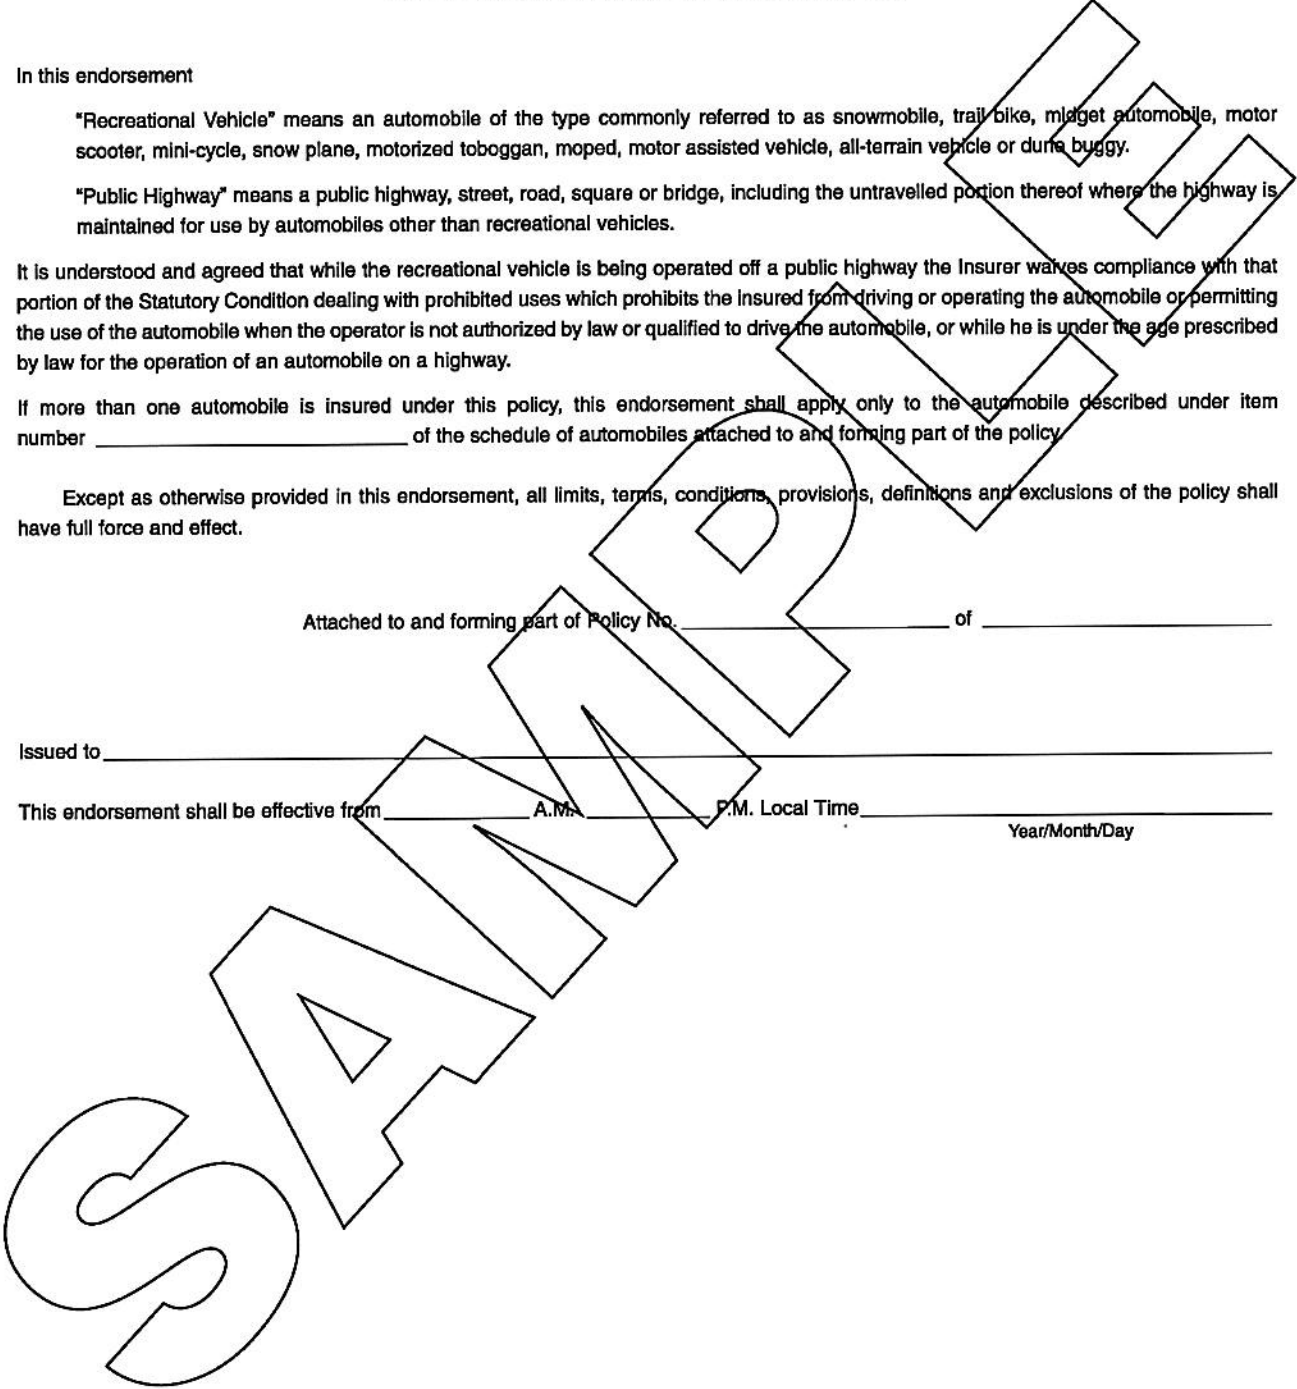 In this endorsement
"Recreational Vehicle" means an automobile of the type commonly referred to as snowmobile, trail bike, midget automobile, motor
scooter, mini-cycle, snow plane, motorized toboggan, moped, motor assisted vehicle, all-terrain vehicle or dune buggy.
"Public Highway" means a public highway, street, road, square or bridge, including the untravelled portion thereof where the highway is
maintained for use by automobiles other than recreational vehicles.
It is understood and agreed that while the recreational vehicle is being operated off a public highway the Insurer waives compliance with that
portion of the Statutory Condition dealing with prohibited uses which prohibits the insured from driving or operating the automobile or permitting
the use of the automobile when the operator is not authorized by law or qualified to drive the automobile, or while he is under the age prescribed
by law for the operation of an automobile on a highway.
If more than one automobile is insured under this policy, this endorsement shall apply only to the automobile described under item
number ____________________ of the schedule of automobiles attached to and forming part of the policy.
Except as otherwise provided in this endorsement, all limits, terms, conditions, provisions, definitions and exclusions of the policy shall
have full force and effect.
Attached to and forming part of Policy No. ____________________ of ____________________
Issued to ____________________
This endorsement shall be effective from __________ A.M. __________ P.M. Local Time ____________________
Year/Month/Day
SAMPLE